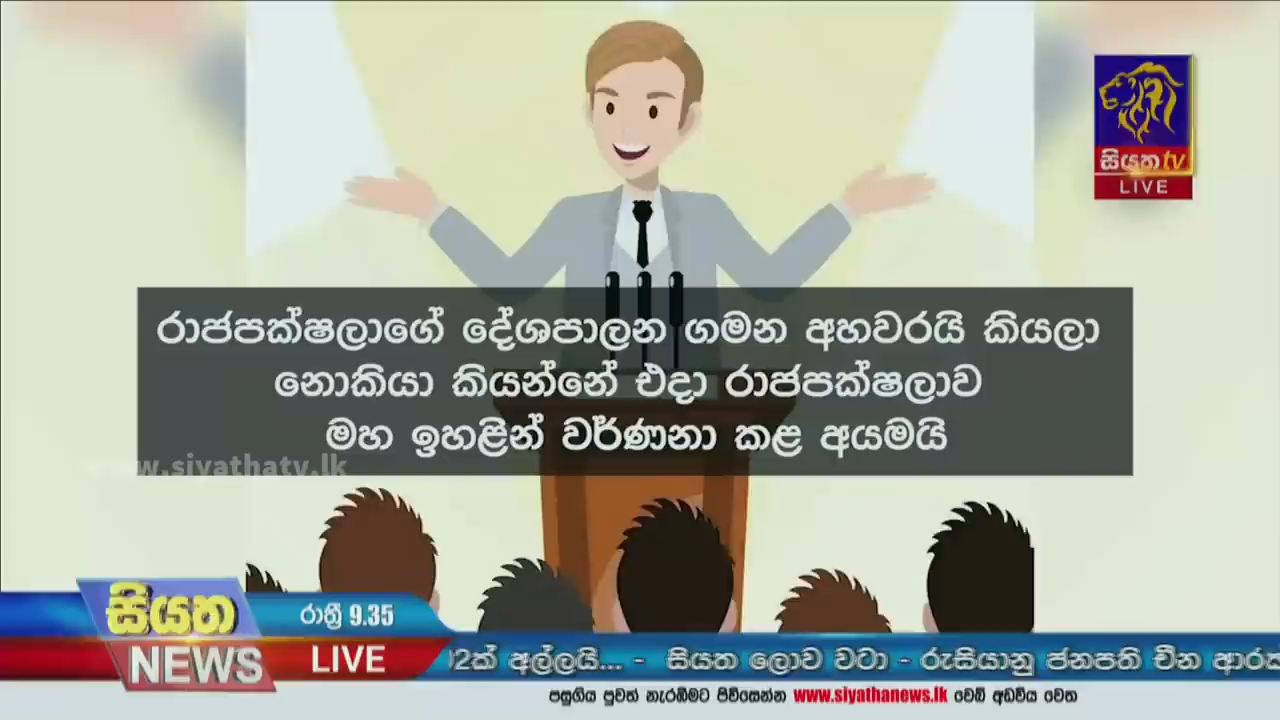 සියත tv
LIVE
රාජපක්ෂලාගේ දේශපාලන ගමන අහවරයි කියලා
නොකියා කියන්නේ එදා රාජපක්ෂලාව
මහ ඉහළින් වර්ණනා කළ අයමයි
www.siyathatv.lk
සියත
NEWS
රාත්‍රී 9.35
LIVE
02ක් අල්ලයි... - සියත ලොව වටා - රුසියානු ජනපති චීන ආරක්
පසුගිය පුවත් නැරඹීමට පිවිසෙන්න www.siyathanews.lk වෙබ් අඩවිය වෙත